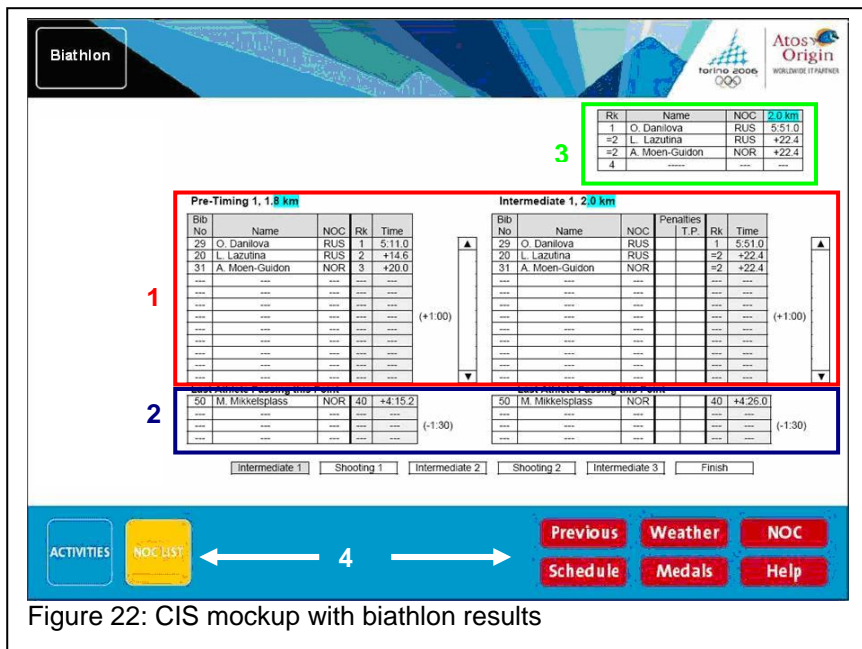 Biathlon
torino 2006
Atos Origin
WORLDWIDE IT PARTNER
3
Rk Name NOC 2.0 km
1 O. Danilova RUS 5:51.0
=2 L. Lazutina RUS +22.4
=2 A. Moen-Guidon NOR +22.4
4 ----- --- ---
1
Pre-Timing 1, 1.8 km
Bib No Name NOC Rk Time
29 O. Danilova RUS 1 5:11.0
20 L. Lazutina RUS 2 +14.6
31 A. Moen-Guidon NOR 3 +20.0
--- --- --- --- ---
--- --- --- --- ---
--- --- --- --- ---
--- --- --- --- --- (+1:00)
--- --- --- --- ---
--- --- --- --- ---
--- --- --- --- ---
--- --- --- --- ---
--- --- --- --- ---
Intermediate 1, 2.0 km
Bib No Name NOC Penalties T.P. Rk Time
29 O. Danilova RUS 1 5:51.0
20 L. Lazutina RUS =2 +22.4
31 A. Moen-Guidon NOR =2 +22.4
--- --- --- --- ---
--- --- --- --- ---
--- --- --- --- ---
--- --- --- --- --- (+1:00)
--- --- --- --- ---
--- --- --- --- ---
--- --- --- --- ---
--- --- --- --- ---
--- --- --- --- ---
2
Last Athlete Passing this Point
50 M. Mikkelsplass NOR 40 +4:15.2
--- --- --- --- ---
--- --- --- --- --- (-1:30)
--- --- --- --- ---
Last Athlete Passing this Point
50 M. Mikkelsplass NOR 40 +4:26.0
--- --- --- --- ---
--- --- --- --- --- (-1:30)
--- --- --- --- ---
Intermediate 1 Shooting 1 Intermediate 2 Shooting 2 Intermediate 3 Finish
ACTIVITIES NOC LIST
4
Previous Weather NOC
Schedule Medals Help
Figure 22: CIS mockup with biathlon results